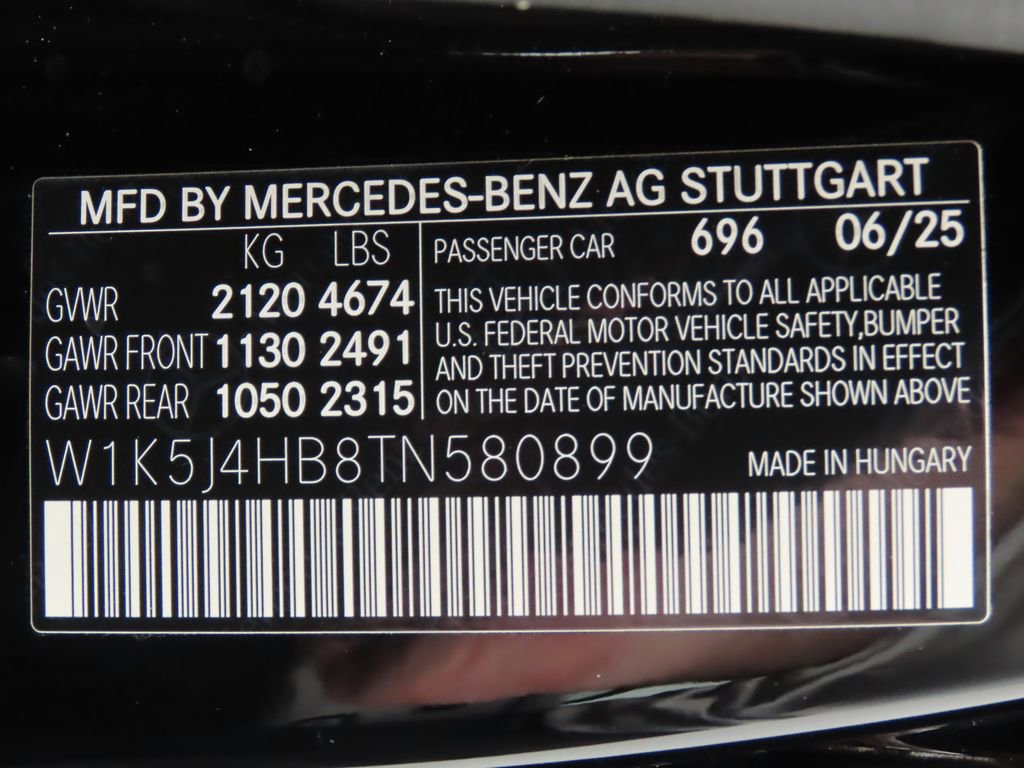 MFD BY MERCEDES-BENZ AG STUTTGART
KG LBS
GVWR 2120 4674
GAWR FRONT 1130 2491
GAWR REAR 1050 2315
PASSENGER CAR 696 06/25
THIS VEHICLE CONFORMS TO ALL APPLICABLE
U.S. FEDERAL MOTOR VEHICLE SAFETY,BUMPER
AND THEFT PREVENTION STANDARDS IN EFFECT
ON THE DATE OF MANUFACTURE SHOWN ABOVE
W1K5J4HB8TN580899
MADE IN HUNGARY